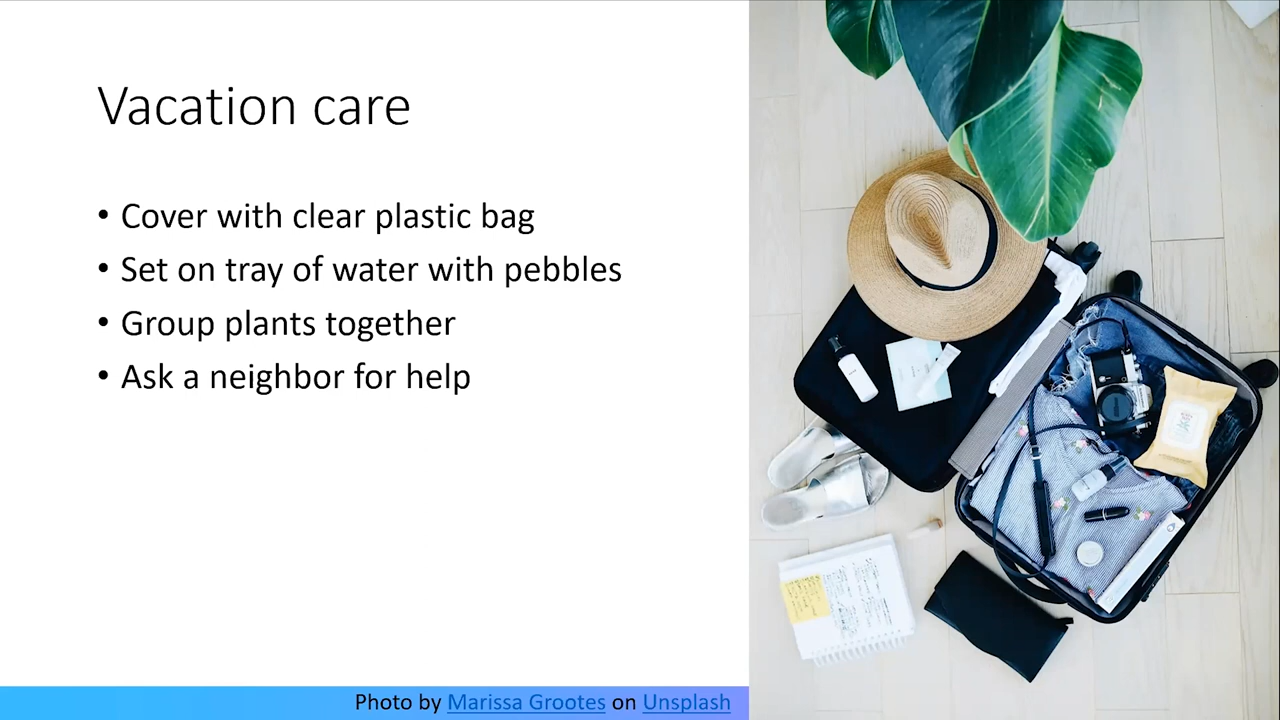 Vacation care
• Cover with clear plastic bag
• Set on tray of water with pebbles
• Group plants together
• Ask a neighbor for help
Photo by Marissa Grootes on Unsplash